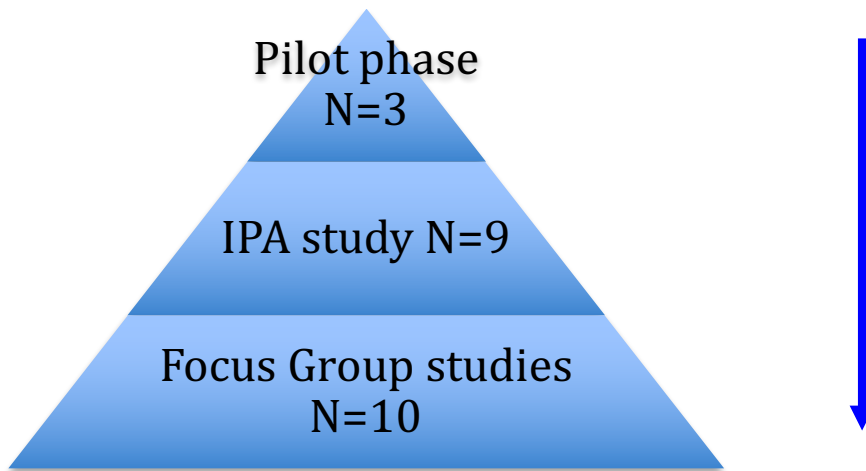 Pilot phase
N=3
IPA study N=9
Focus Group studies
N=10